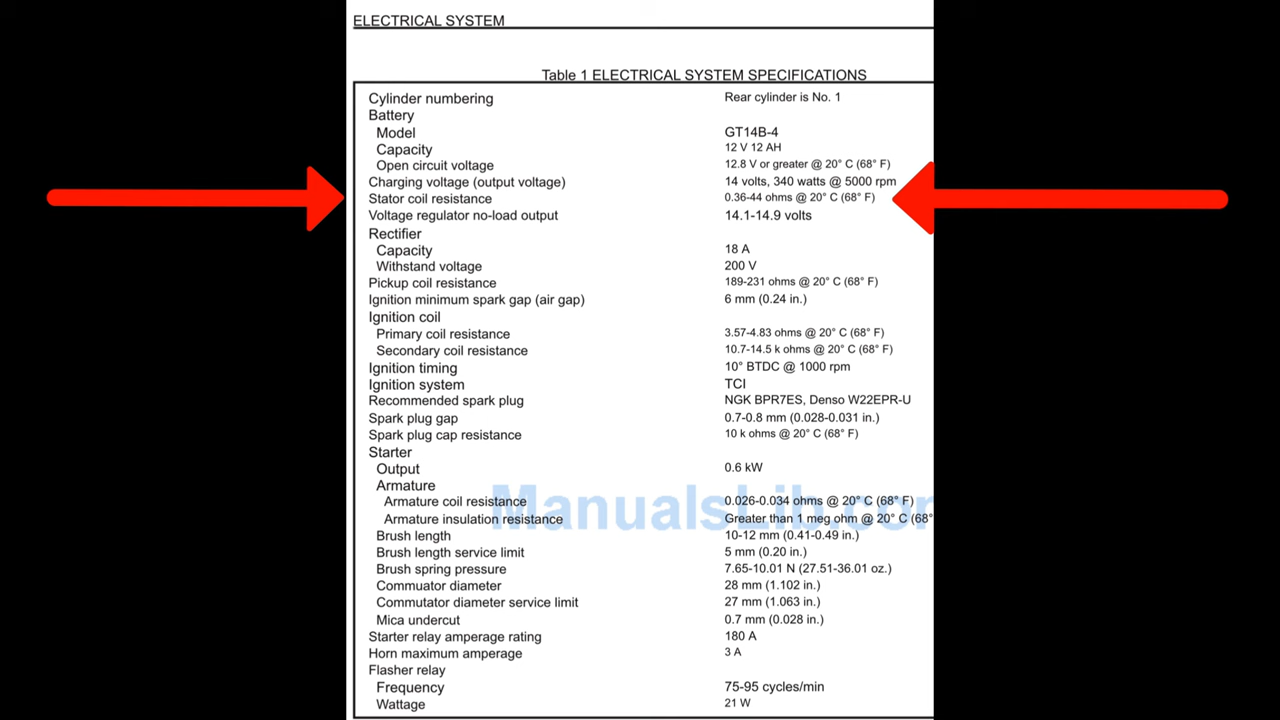 ELECTRICAL SYSTEM
Table 1 ELECTRICAL SYSTEM SPECIFICATIONS
Cylinder numbering Rear cylinder is No. 1
Battery
Model GT14B-4
Capacity 12 V 12 AH
Open circuit voltage 12.8 V or greater @ 20° C (68° F)
Charging voltage (output voltage) 14 volts, 340 watts @ 5000 rpm
Stator coil resistance 0.36-44 ohms @ 20° C (68° F)
Voltage regulator no-load output 14.1-14.9 volts
Rectifier
Capacity 18 A
Withstand voltage 200 V
Pickup coil resistance 189-231 ohms @ 20° C (68° F)
Ignition minimum spark gap (air gap) 6 mm (0.24 in.)
Ignition coil
Primary coil resistance 3.57-4.83 ohms @ 20° C (68° F)
Secondary coil resistance 10.7-14.5 k ohms @ 20° C (68° F)
Ignition timing 10° BTDC @ 1000 rpm
Ignition system TCI
Recommended spark plug NGK BPR7ES, Denso W22EPR-U
Spark plug gap 0.7-0.8 mm (0.028-0.031 in.)
Spark plug cap resistance 10 k ohms @ 20° C (68° F)
Starter
Output 0.6 kW
Armature
Armature coil resistance 0.026-0.034 ohms @ 20° C (68° F)
Armature insulation resistance Greater than 1 meg ohm @ 20° C (68°
Brush length 10-12 mm (0.41-0.49 in.)
Brush length service limit 5 mm (0.20 in.)
Brush spring pressure 7.65-10.01 N (27.51-36.01 oz.)
Commuator diameter 28 mm (1.102 in.)
Commutator diameter service limit 27 mm (1.063 in.)
Mica undercut 0.7 mm (0.028 in.)
Starter relay amperage rating 180 A
Horn maximum amperage 3 A
Flasher relay
Frequency 75-95 cycles/min
Wattage 21 W
ManualsLib.com